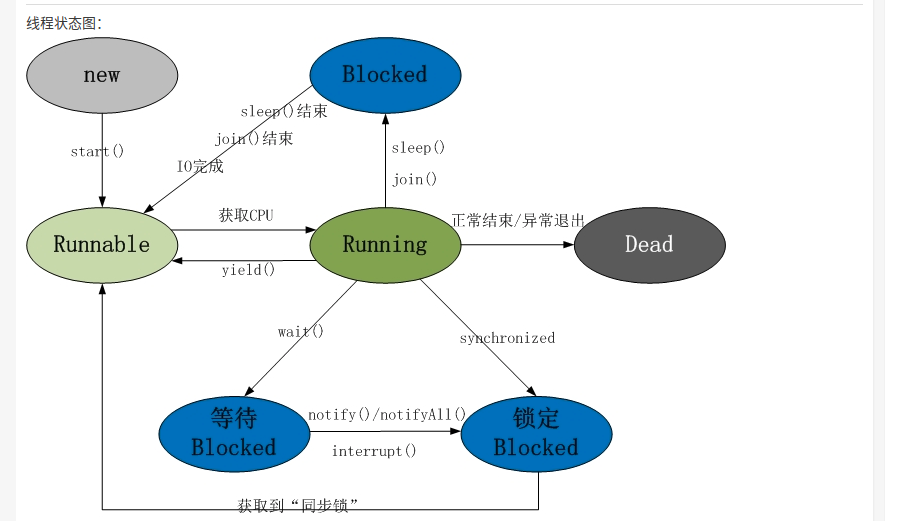 线程状态图：
new
Blocked
sleep()结束
join()结束
IO完成
start()
sleep()
join()
获取CPU
正常结束/异常退出
Runnable
Running
Dead
yield()
wait()
synchronized
等待
Blocked
notify()/notifyAll()
interrupt()
锁定
Blocked
获取到“同步锁”